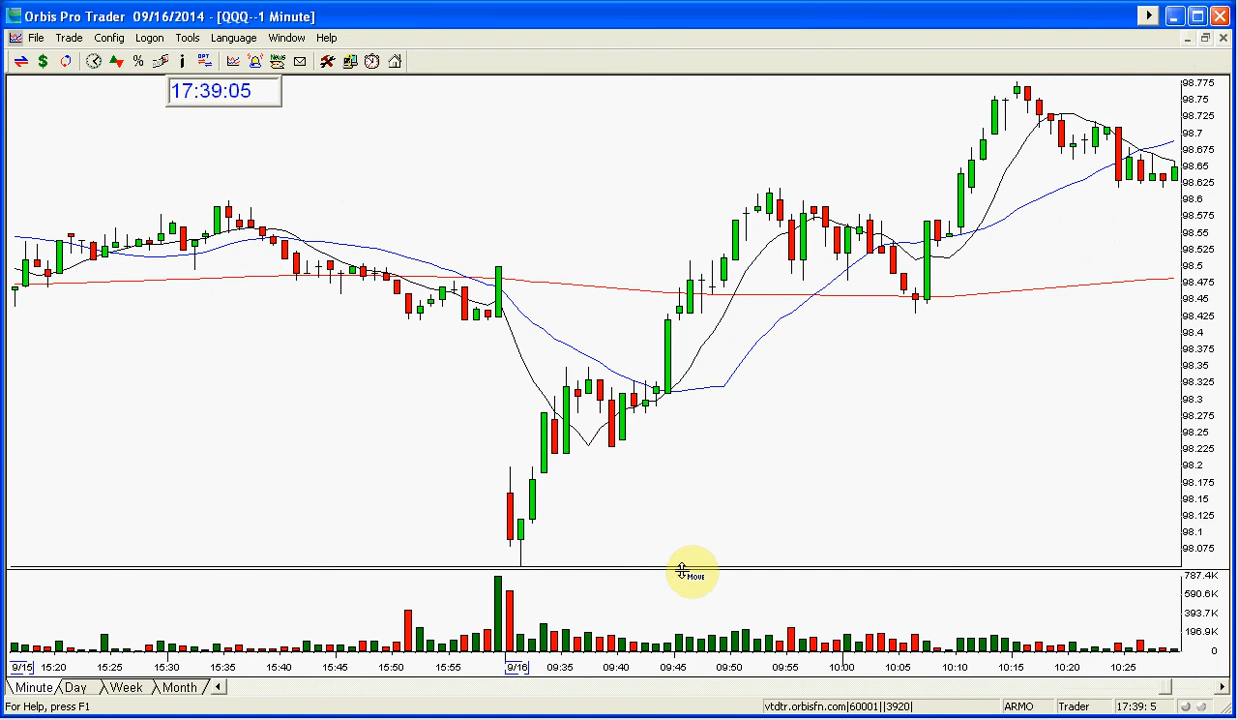 Orbis Pro Trader 09/16/2014 - [QQQ--1 Minute]
File Trade Config Logon Tools Language Window Help
$ % i OPT News
17:39:05
98.775
98.75
98.725
98.7
98.675
98.65
98.625
98.6
98.575
98.55
98.525
98.5
98.475
98.45
98.425
98.4
98.375
98.35
98.325
98.3
98.275
98.25
98.225
98.2
98.175
98.15
98.125
98.1
98.075
Move
787.4K
590.6K
393.7K
196.9K
0
9/15 15:20 15:25 15:30 15:35 15:40 15:45 15:50 15:55 9/16 09:35 09:40 09:45 09:50 09:55 10:00 10:05 10:10 10:15 10:20 10:25
Minute Day Week Month
For Help, press F1 vtdtr.orbisfn.com|60001||3920| ARMO Trader 17:39: 5